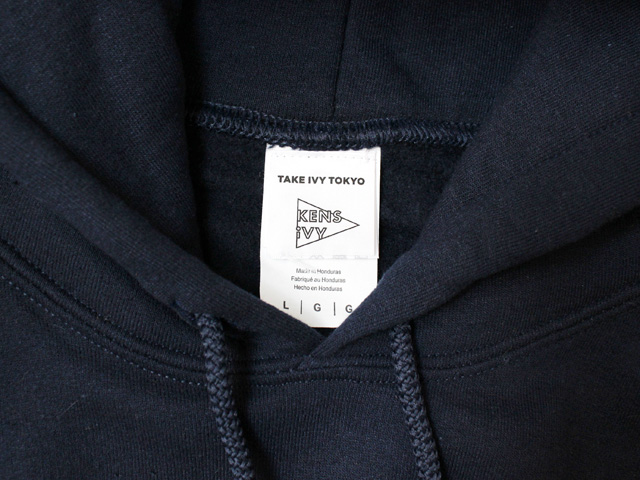 TAKE IVY TOKYO
KENS
iVY
Made in Honduras
Fabriqué au Honduras
Hecho en Honduras
L | G | G